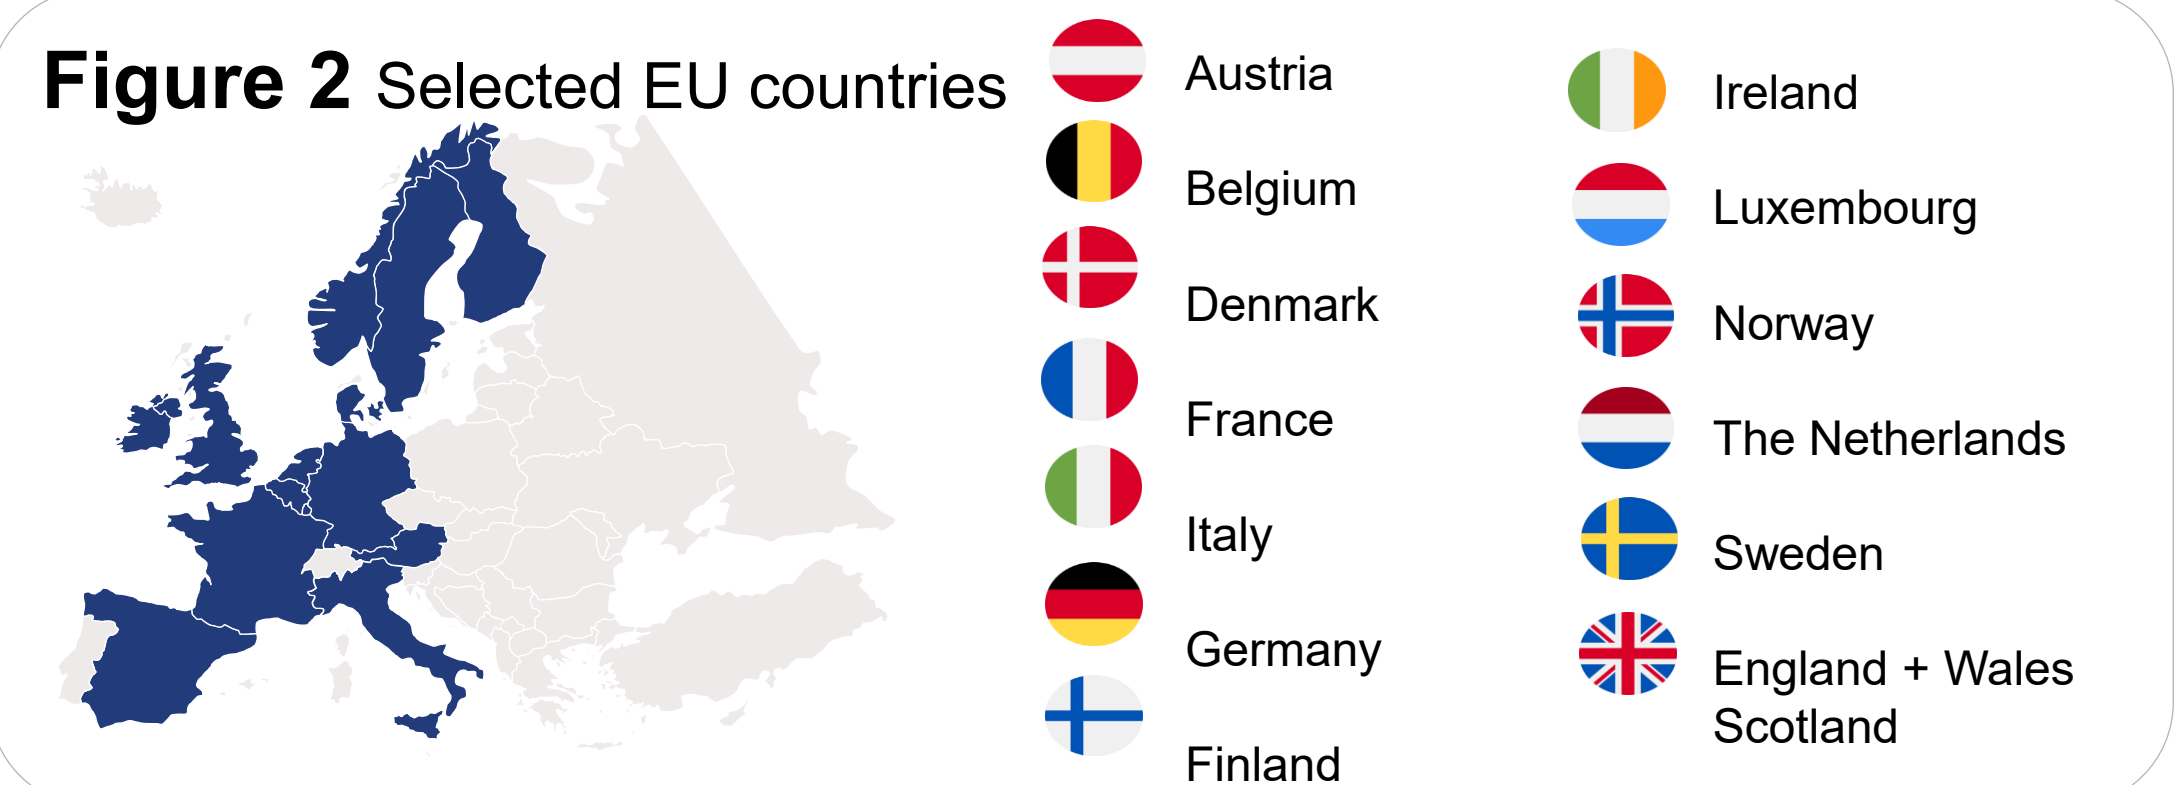 Figure 2 Selected EU countries
Austria
Belgium
Denmark
France
Italy
Germany
Finland
Ireland
Luxembourg
Norway
The Netherlands
Sweden
England + Wales
Scotland